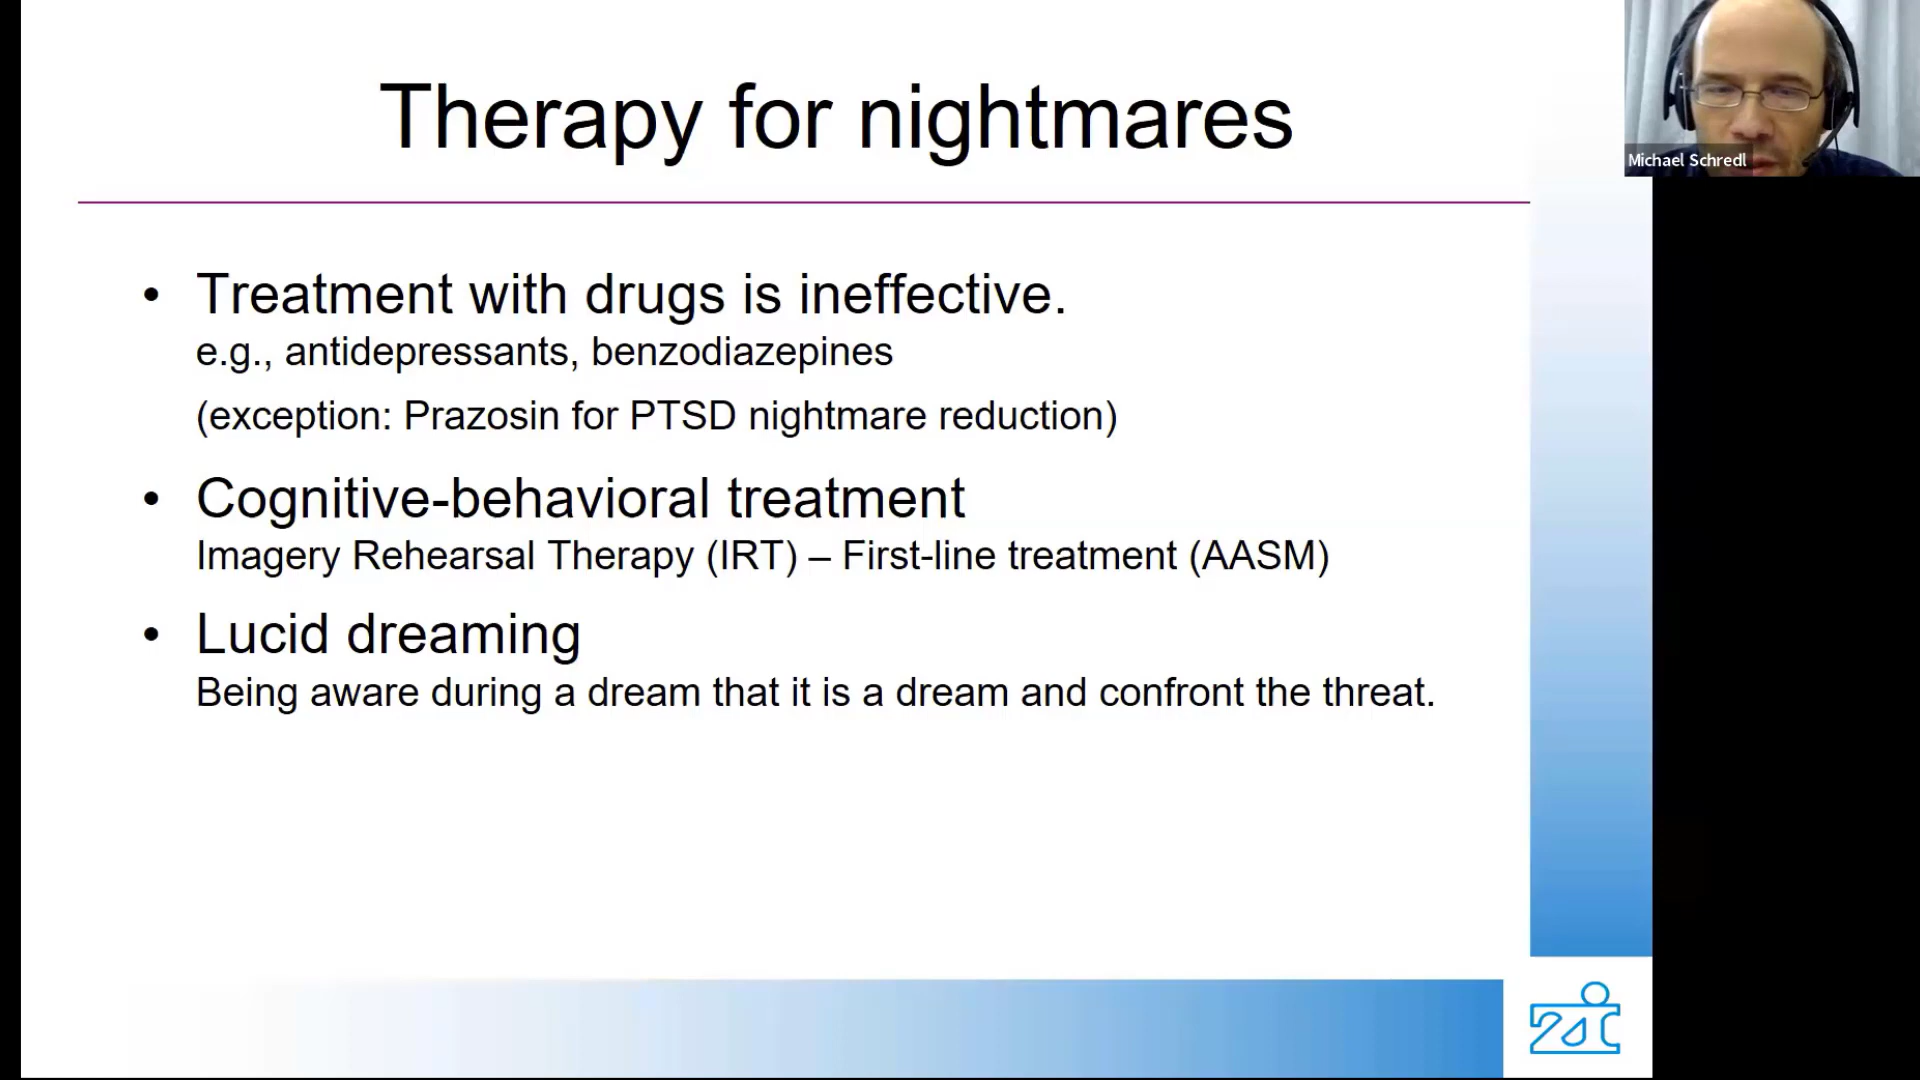 Therapy for nightmares
Michael Schredl
• Treatment with drugs is ineffective.
e.g., antidepressants, benzodiazepines
(exception: Prazosin for PTSD nightmare reduction)
• Cognitive-behavioral treatment
Imagery Rehearsal Therapy (IRT) – First-line treatment (AASM)
• Lucid dreaming
Being aware during a dream that it is a dream and confront the threat.
zi